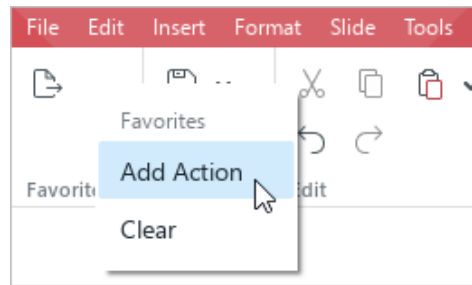 File Edit Insert Format Slide Tools
Favorites
Add Action
Favorit
dit
Clear